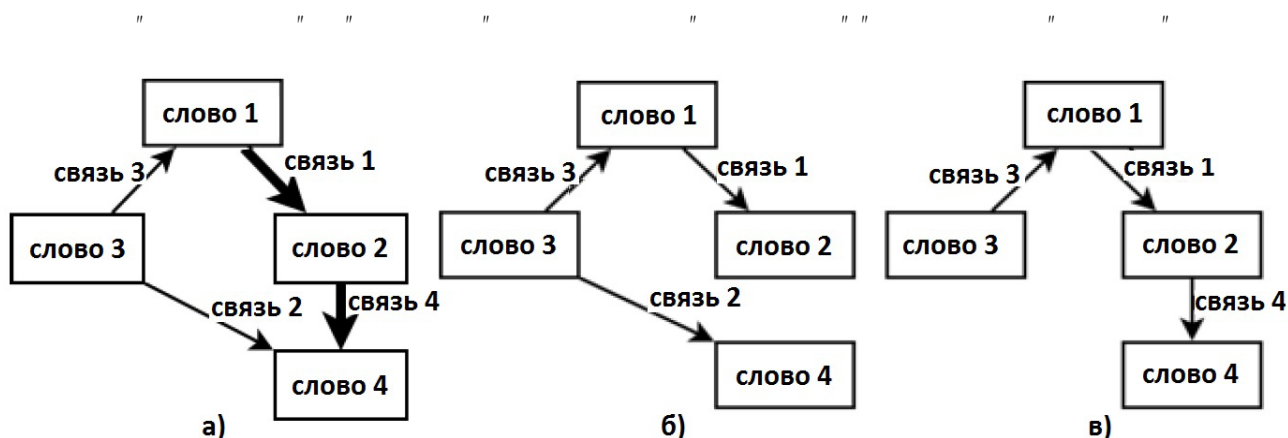 " " " " " " " " "
слово 1 слово 1 слово 1
связь 3 связь 1 связь 3 связь 1 связь 3 связь 1
слово 3 слово 2 слово 3 слово 2 слово 3 слово 2
связь 2 связь 4 связь 2 связь 4
слово 4 слово 4 слово 4
а) б) в)